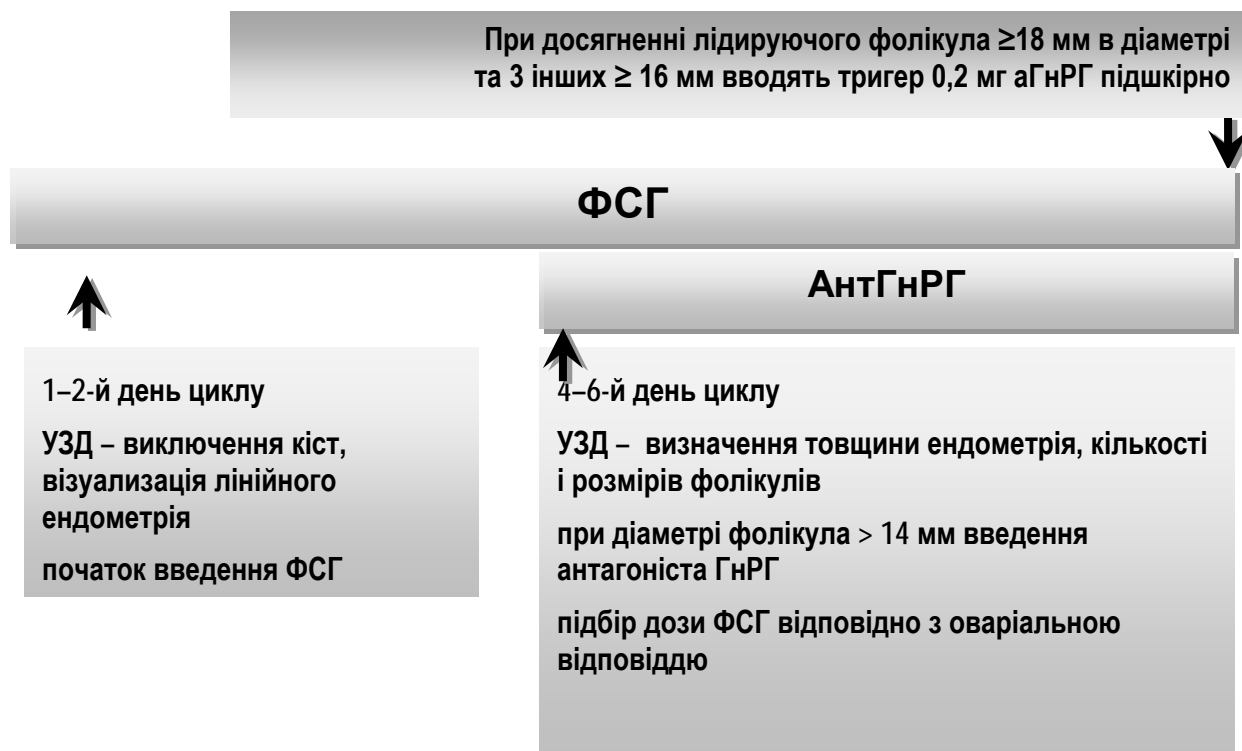 При досягненні лідируючого фолікула ≥18 мм в діаметрі
та 3 інших ≥ 16 мм вводять тригер 0,2 мг аГнРГ підшкірно
ФСГ
АнтГнРГ
1–2-й день циклу
УЗД – виключення кіст,
візуализація лінійного
ендометрія
початок введення ФСГ
4–6-й день циклу
УЗД – визначення товщини ендометрія, кількості
і розмірів фолікулів
при діаметрі фолікула > 14 мм введення
антагоніста ГнРГ
підбір дози ФСГ відповідно з оваріальною
відповіддю